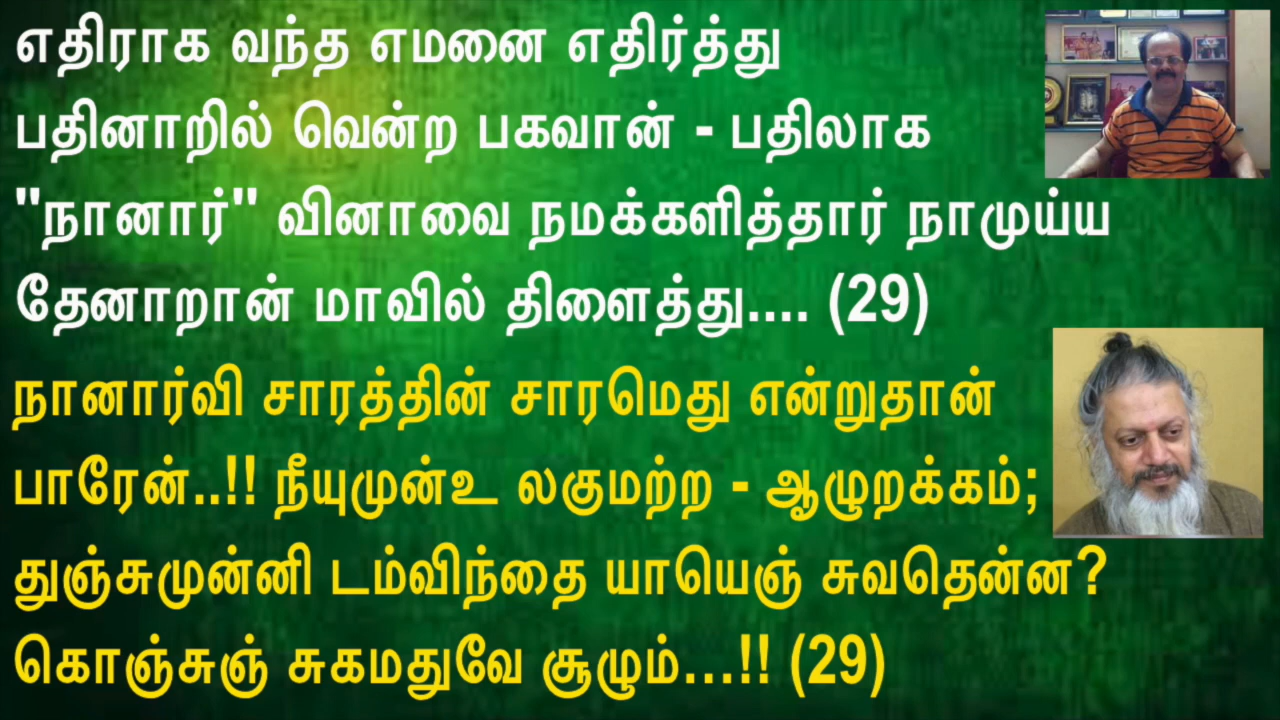 எதிராக வந்த எமனை எதிர்த்து
பதினாறில் வென்ற பகவான் - பதிலாக
"நானார்" வினாவை நமக்களித்தார் நாமுய்ய
தேனாறான் மாவில் திளைத்து.... (29)
நானார்வி சாரத்தின் சாரமெது என்றுதான்
பாரேன்..!! நீயுமுன்உ லகுமற்ற - ஆழுறக்கம்;
துஞ்சுமுன்னி டம்விந்தை யாயெஞ் சுவதென்ன?
கொஞ்சுஞ் சுகமதுவே சூழும்...!! (29)